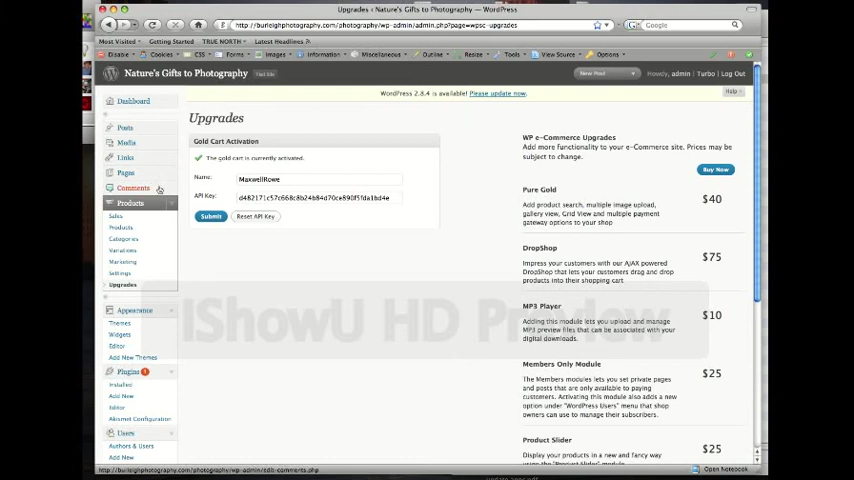 Upgrades ‹ Nature's Gifts to Photography — WordPress
http://burleighphotography.com/photography/wp-admin/admin.php?page=wpsc-upgrades
Google
Most Visited Getting Started TRUE NORTH Latest Headlines
Disable Cookies CSS Forms Images Information Miscellaneous Outline Resize Tools View Source Options
Nature's Gifts to Photography Visit Site
New Post
Howdy, admin | Turbo | Log Out
WordPress 2.8.4 is available! Please update now.
Help
Dashboard
Posts
Media
Links
Pages
Comments
Products
Sales
Products
Categories
Variations
Marketing
Settings
Upgrades
Appearance
Themes
Widgets
Editor
Add New Themes
Plugins 1
Installed
Add New
Editor
Akismet Configuration
Users
Authors & Users
Add New
Upgrades
Gold Cart Activation
The gold cart is currently activated.
Name: MaxwellRowe
API Key: d482171c57c668c8b24b84d70ce890f5fda1bd4e
Submit Reset API Key
WP e-Commerce Upgrades
Add more functionality to your e-Commerce site. Prices may
be subject to change.
Buy Now
Pure Gold
$40
Add product search, multiple image upload,
gallery view, Grid View and multiple payment
gateway options to your shop
DropShop
$75
Impress your customers with our AJAX powered
DropShop that lets your customers drag and drop
products into their shopping cart
MP3 Player
$10
Adding this module lets you upload and manage
MP3 preview files that can be associated with your
digital downloads.
Members Only Module
$25
The Members modules lets you set private pages
and posts that are only available to paying
customers. Activating this module also adds a new
option under "WordPress Users" menu that shop
owners can use to manage their subscribers.
Product Slider
$25
Display your products in a new and fancy way
using the "Product Slider" module
IShowU HD Preview
http://burleighphotography.com/photography/wp-admin/edit-comments.php
Open Notebook